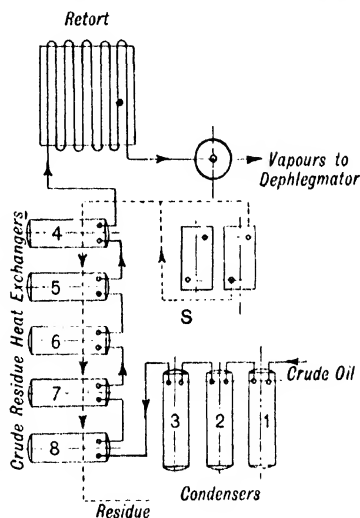 Retort
Vapours to
Dephlegmator
Crude Residue Heat Exchangers
4
5
6
7
8
S
Crude Oil
3
2
1
Residue
Condensers